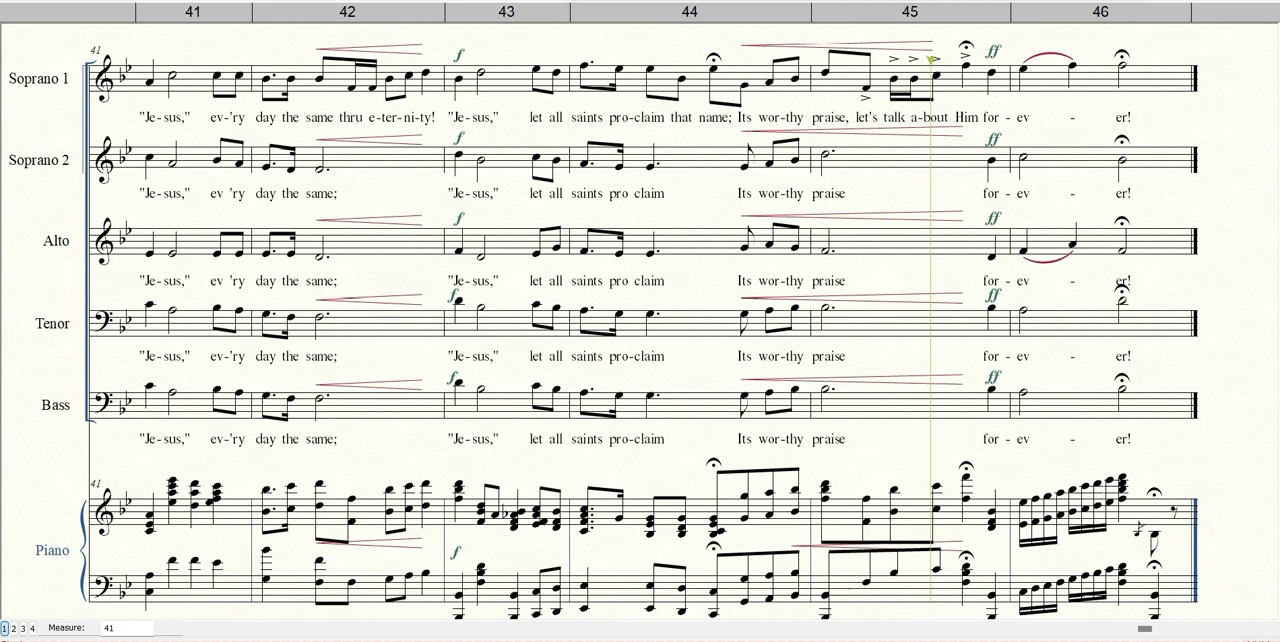 41 42 43 44 45 46
41
f ff
Soprano 1
"Je-sus," ev-'ry day the same thru e-ter-ni-ty! "Je-sus," let all saints pro-claim that name; Its wor-thy praise, let's talk a-bout Him for - ev - er!
f ff
Soprano 2
"Je-sus," ev 'ry day the same; "Je-sus," let all saints pro claim Its wor-thy praise for - ev - er!
f ff
Alto
"Je-sus," ev 'ry day the same; "Je-sus," let all saints pro-claim Its wor-thy praise for - ev - er!
f ff
Tenor
"Je-sus," ev-'ry day the same; "Je-sus," let all saints pro-claim Its wor-thy praise for - ev - er!
f ff
Bass
"Je-sus," ev-'ry day the same; "Je-sus," let all saints pro-claim Its wor-thy praise for - ev - er!
41
Piano
f
1 2 3 4 Measure: 41